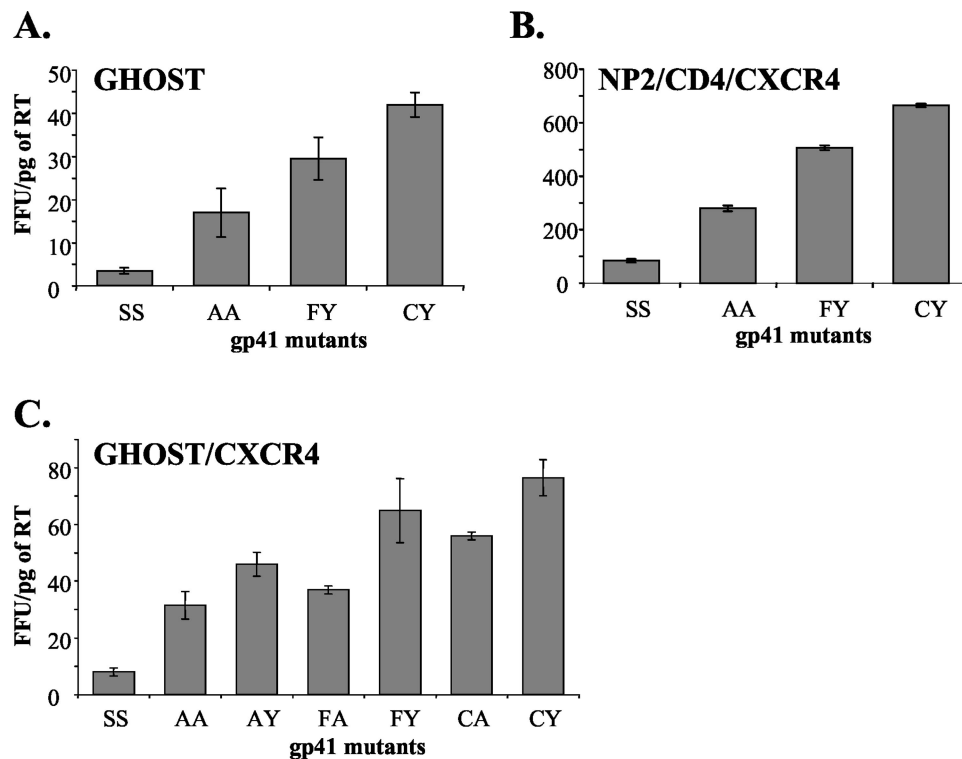 A.
GHOST
FFU/pg of RT
50
40
30
20
10
0
SS AA FY CY
gp41 mutants
B.
NP2/CD4/CXCR4
800
600
400
200
0
SS AA FY CY
gp41 mutants
C.
GHOST/CXCR4
FFU/pg of RT
80
60
40
20
0
SS AA AY FA FY CA CY
gp41 mutants